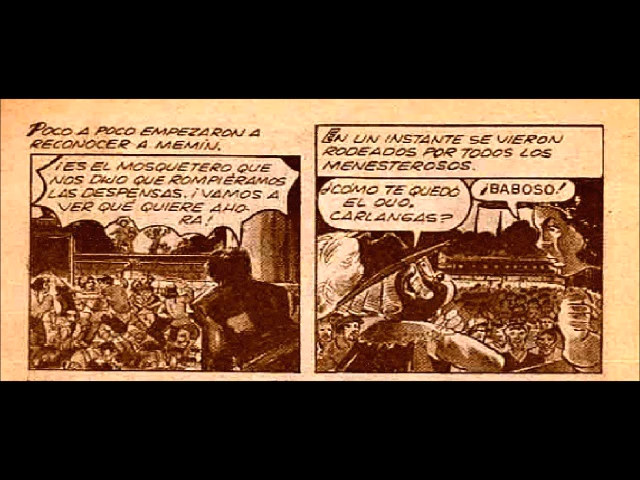 POCO A POCO EMPEZARON A
RECONOCER A MEMÍN.
¡ES EL MOSQUETERO QUE
NOS DIJO QUE ROMPIÉRAMOS
LAS DESPENSAS, ¡VAMOS A
VER QUÉ QUIERE AHO-
RA!
EN UN INSTANTE SE VIERON
RODEADOS POR TODOS LOS
MENESTEROSOS.
¿CÓMO TE QUEDÓ
EL OJO,
CARLANGAS?
¡BABOSO!